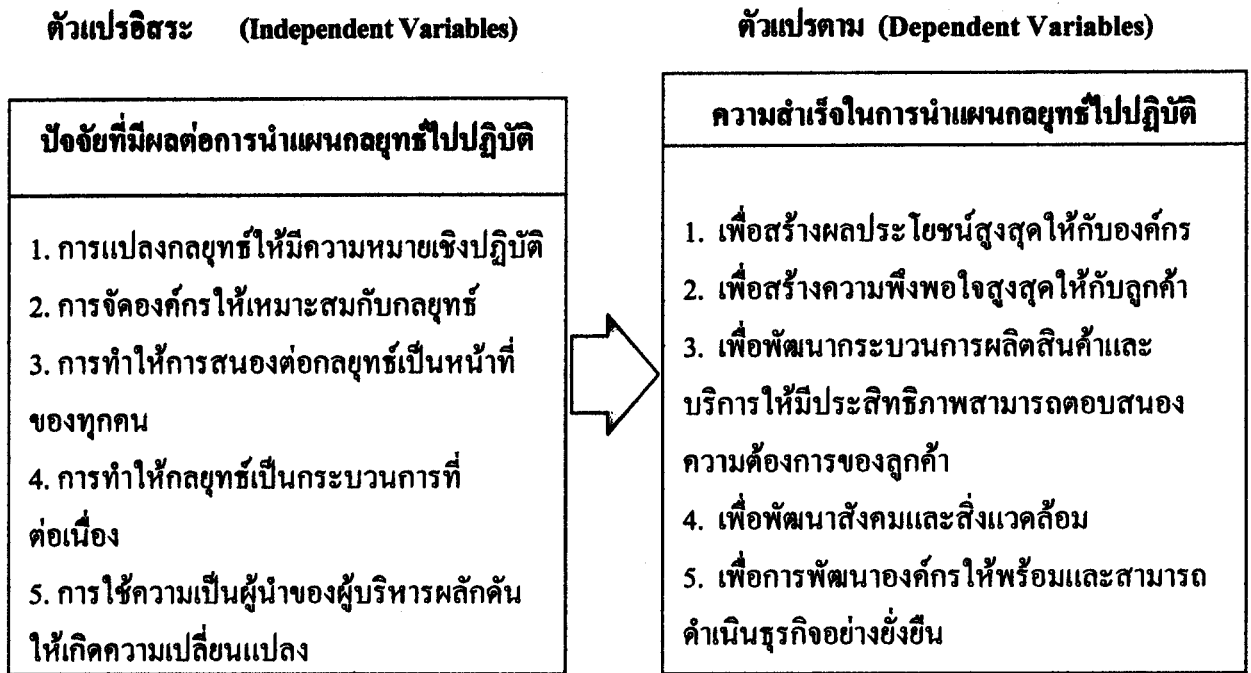 ตัวแปรอิสระ (Independent Variables)
ปัจจัยที่มีผลต่อการนำแผนกลยุทธ์ไปปฏิบัติ
1. การแปลงกลยุทธ์ให้มีความหมายเชิงปฏิบัติ
2. การจัดองค์กรให้เหมาะสมกับกลยุทธ์
3. การทำให้การสนองต่อกลยุทธ์เป็นหน้าที่
ของทุกคน
4. การทำให้กลยุทธ์เป็นกระบวนการที่
ต่อเนื่อง
5. การใช้ความเป็นผู้นำของผู้บริหารผลักดัน
ให้เกิดความเปลี่ยนแปลง
ตัวแปรตาม (Dependent Variables)
ความสำเร็จในการนำแผนกลยุทธ์ไปปฏิบัติ
1. เพื่อสร้างผลประโยชน์สูงสุดให้กับองค์กร
2. เพื่อสร้างความพึงพอใจสูงสุดให้กับลูกค้า
3. เพื่อพัฒนากระบวนการผลิตสินค้าและ
บริการให้มีประสิทธิภาพสามารถตอบสนอง
ความต้องการของลูกค้า
4. เพื่อพัฒนาสังคมและสิ่งแวดล้อม
5. เพื่อการพัฒนาองค์กรให้พร้อมและสามารถ
ดำเนินธุรกิจอย่างยั่งยืน